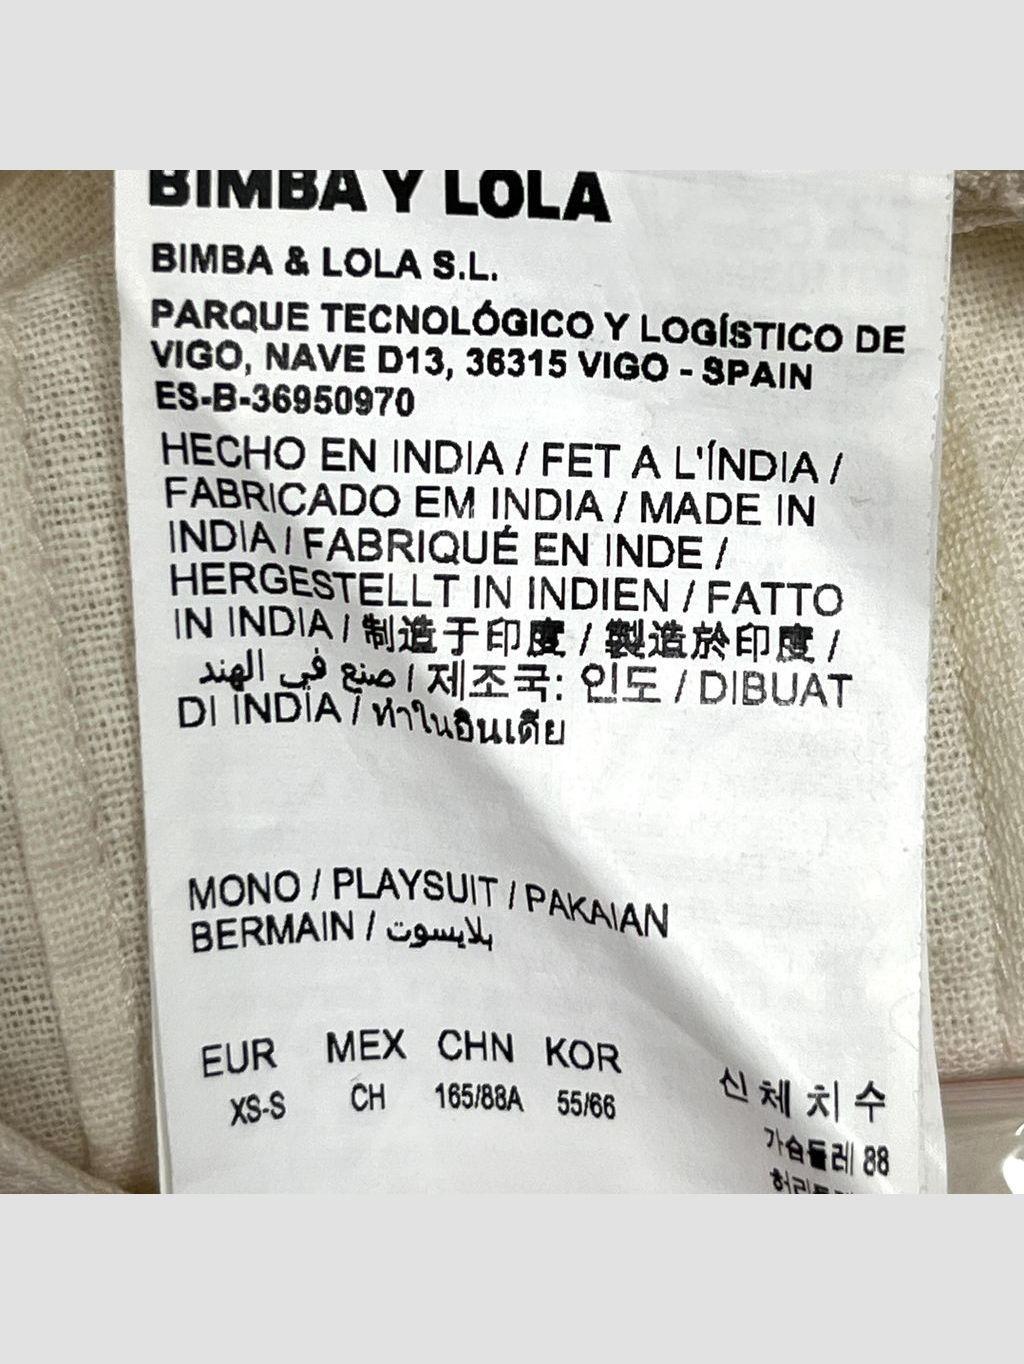 BIMBA Y LOLA
BIMBA & LOLA S.L.
PARQUE TECNOLÓGICO Y LOGÍSTICO DE
VIGO, NAVE D13, 36315 VIGO - SPAIN
ES-B-36950970
HECHO EN INDIA / FET A L'ÍNDIA /
FABRICADO EM INDIA / MADE IN
INDIA / FABRIQUÉ EN INDE /
HERGESTELLT IN INDIEN / FATTO
IN INDIA / 制造于印度 / 製造於印度 /
صنع في الهند / 제조국: 인도 / DIBUAT
DI INDIA / ทำในอินเดีย
MONO / PLAYSUIT / PAKAIAN
BERMAIN / بلايسوت
EUR MEX CHN KOR
XS-S CH 165/88A 55/66
신체치수
가슴둘레 88